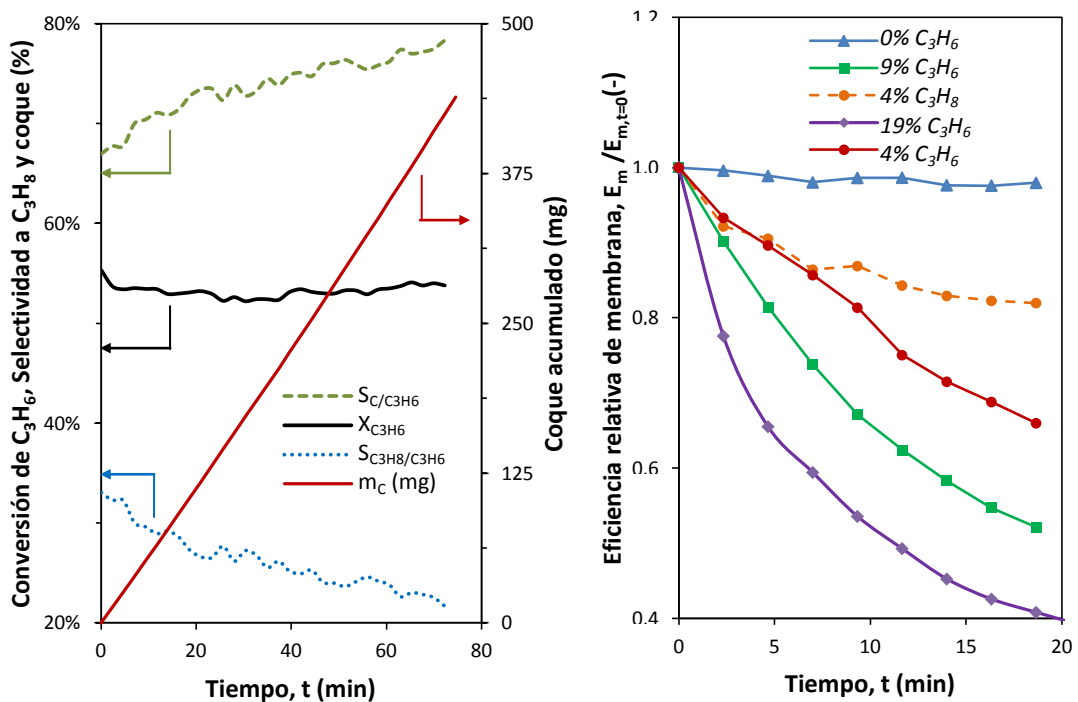 Conversión de C3H6, Selectividad a C3H8 y coque (%)
80%
60%
40%
20%
0
20
40
60
80
Tiempo, t (min)
500
375
250
125
0
Coque acumulado (mg)
SC/C3H6
XC3H6
SC3H8/C3H6
mC (mg)
Eficiencia relativa de membrana, Em /Em,t=0(-)
1.2
1.0
0.8
0.6
0.4
0
5
10
15
20
Tiempo, t (min)
0% C3H6
9% C3H6
4% C3H8
19% C3H6
4% C3H6